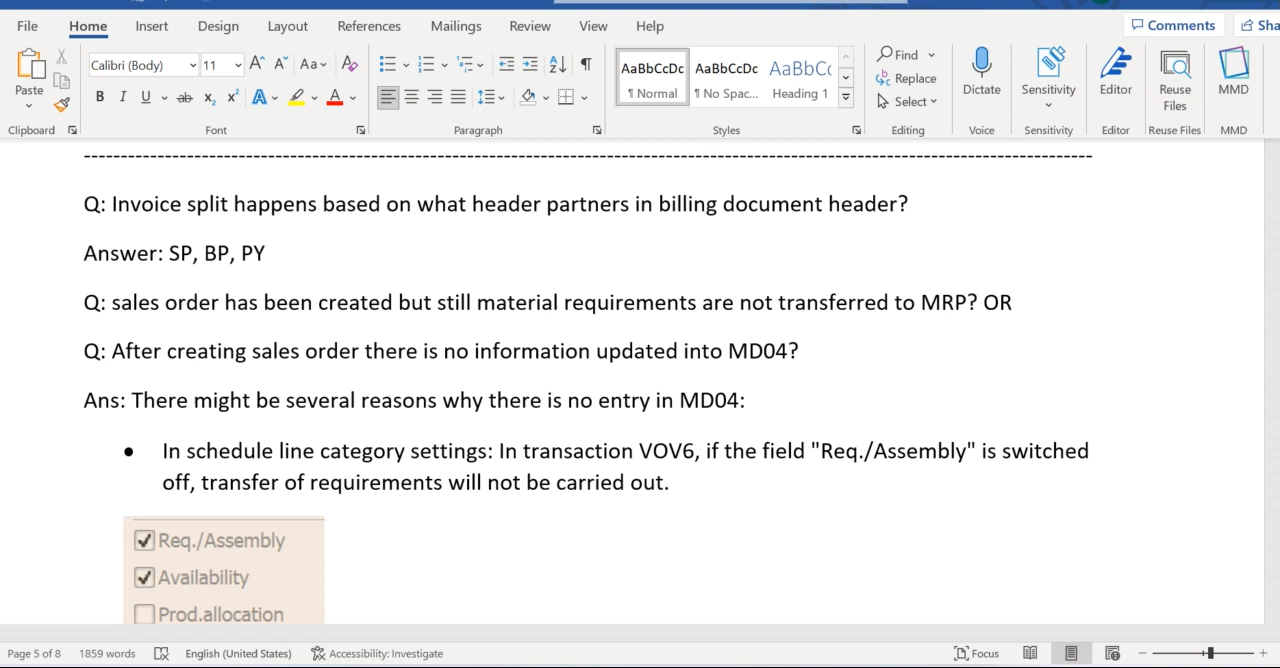 File Home Insert Design Layout References Mailings Review View Help Comments Sha
Calibri (Body) 11 Aa
AaBbCcDc AaBbCcDc AaBbCc
Find
Replace
Select
Paste
B I U ab x₂ x² A A
¶ Normal ¶ No Spac... Heading 1
Dictate Sensitivity Editor Reuse Files MMD
Clipboard Font Paragraph Styles Editing Voice Sensitivity Editor Reuse Files MMD
Q: Invoice split happens based on what header partners in billing document header?
Answer: SP, BP, PY
Q: sales order has been created but still material requirements are not transferred to MRP? OR
Q: After creating sales order there is no information updated into MD04?
Ans: There might be several reasons why there is no entry in MD04:
• In schedule line category settings: In transaction VOV6, if the field "Req./Assembly" is switched
off, transfer of requirements will not be carried out.
Req./Assembly
Availability
Prod.allocation
Page 5 of 8 1859 words English (United States) Accessibility: Investigate Focus